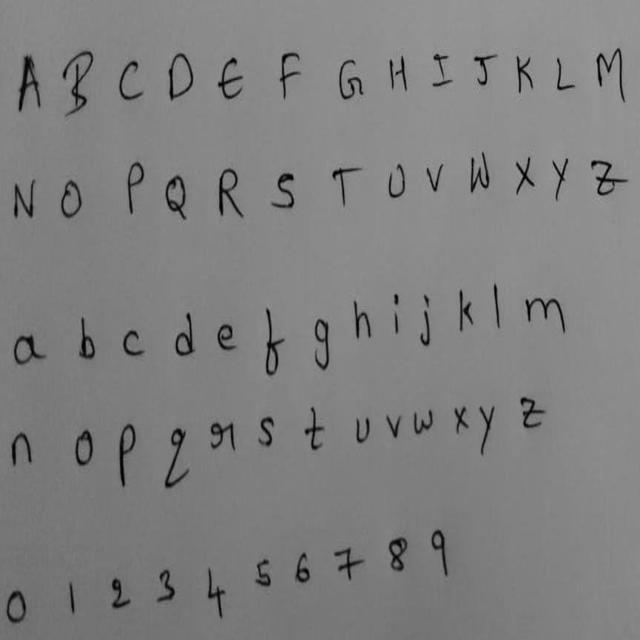 A B C D E F G H I J K L M
N O P Q R S T U V W X Y Z
a b c d e f g h i j k l m
n o p q r s t u v w x y z
0 1 2 3 4 5 6 7 8 9